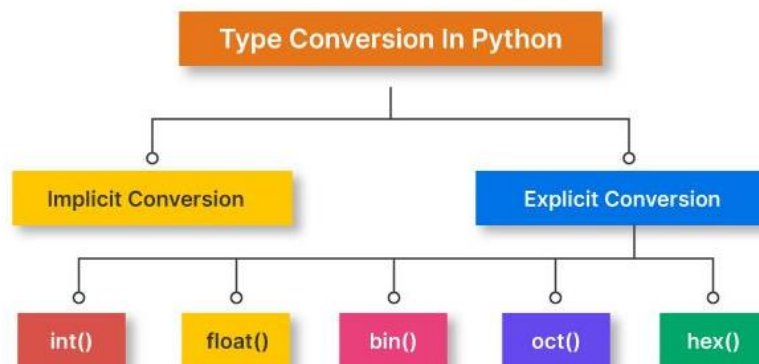 Type Conversion In Python
Implicit Conversion
Explicit Conversion
int()
float()
bin()
oct()
hex()